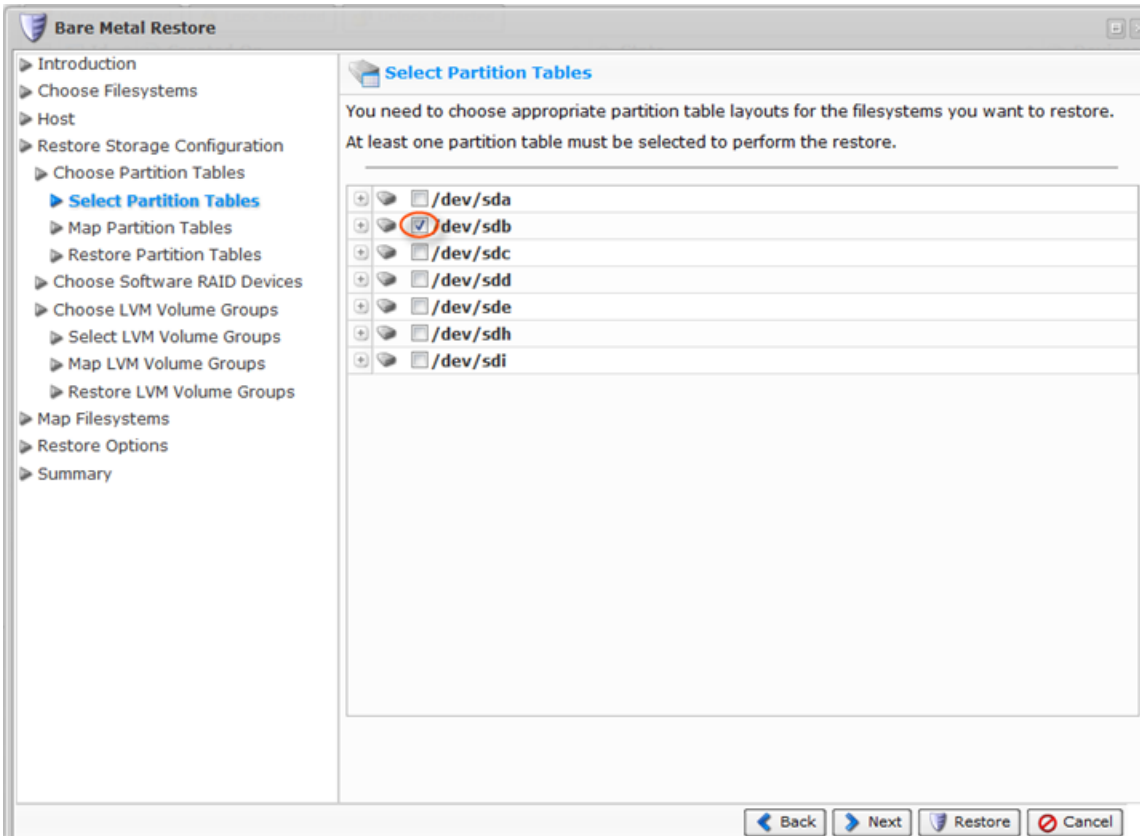 Bare Metal Restore
Introduction
Choose Filesystems
Host
Restore Storage Configuration
Choose Partition Tables
Select Partition Tables
Map Partition Tables
Restore Partition Tables
Choose Software RAID Devices
Choose LVM Volume Groups
Select LVM Volume Groups
Map LVM Volume Groups
Restore LVM Volume Groups
Map Filesystems
Restore Options
Summary
Select Partition Tables
You need to choose appropriate partition table layouts for the filesystems you want to restore.
At least one partition table must be selected to perform the restore.
/dev/sda
/dev/sdb
/dev/sdc
/dev/sdd
/dev/sde
/dev/sdh
/dev/sdi
Back Next Restore Cancel